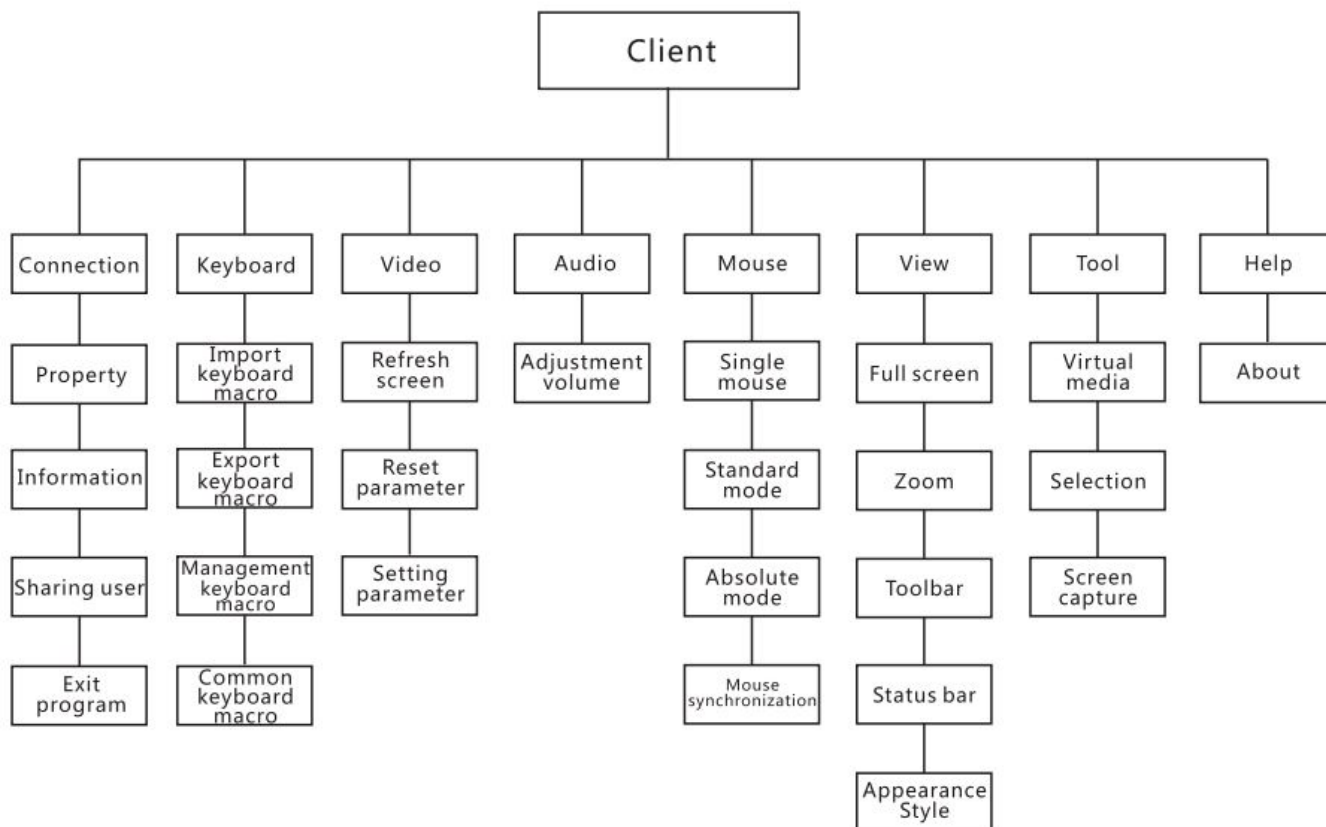 Client
Connection
Keyboard
Video
Audio
Mouse
View
Tool
Help
Property
Import
keyboard
macro
Refresh
screen
Adjustment
volume
Single
mouse
Full screen
Virtual
media
About
Information
Export
keyboard
macro
Reset
parameter
Standard
mode
Zoom
Selection
Sharing user
Management
keyboard
macro
Setting
parameter
Absolute
mode
Toolbar
Screen
capture
Exit
program
Common
keyboard
macro
Mouse
synchronization
Status bar
Appearance
Style